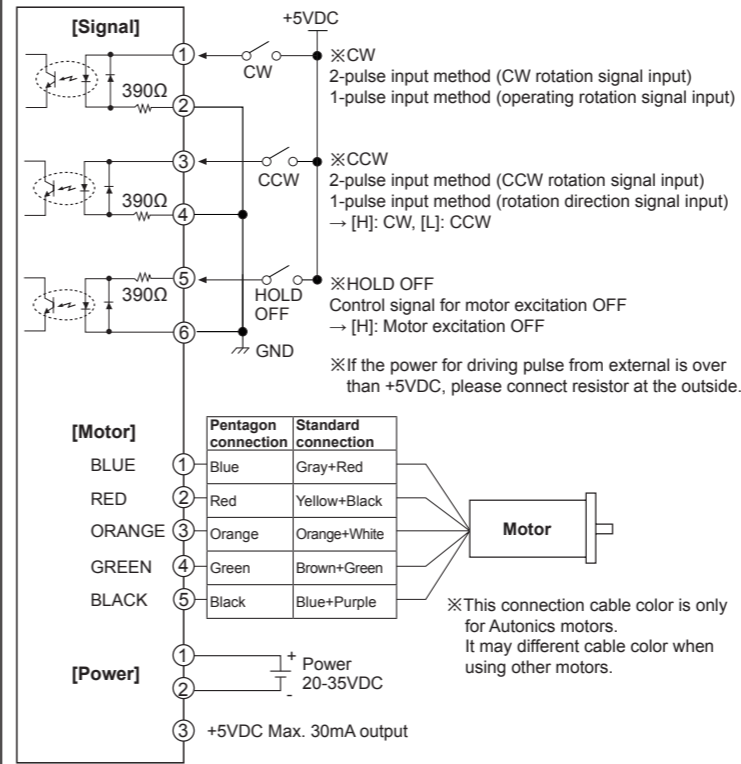 [Signal]
+5VDC
1
CW
390Ω
2
※CW
2-pulse input method (CW rotation signal input)
1-pulse input method (operating rotation signal input)
3
CCW
390Ω
4
※CCW
2-pulse input method (CCW rotation signal input)
1-pulse input method (rotation direction signal input)
→ [H]: CW, [L]: CCW
5
390Ω
HOLD
OFF
6
GND
※HOLD OFF
Control signal for motor excitation OFF
→ [H]: Motor excitation OFF
※If the power for driving pulse from external is over
than +5VDC, please connect resistor at the outside.
[Motor]
Pentagon connection Standard connection
BLUE 1 Blue Gray+Red
RED 2 Red Yellow+Black
ORANGE 3 Orange Orange+White
GREEN 4 Green Brown+Green
BLACK 5 Black Blue+Purple
Motor
※This connection cable color is only
for Autonics motors.
It may different cable color when
using other motors.
[Power]
1
+
Power
20-35VDC
2
-
3 +5VDC Max. 30mA output